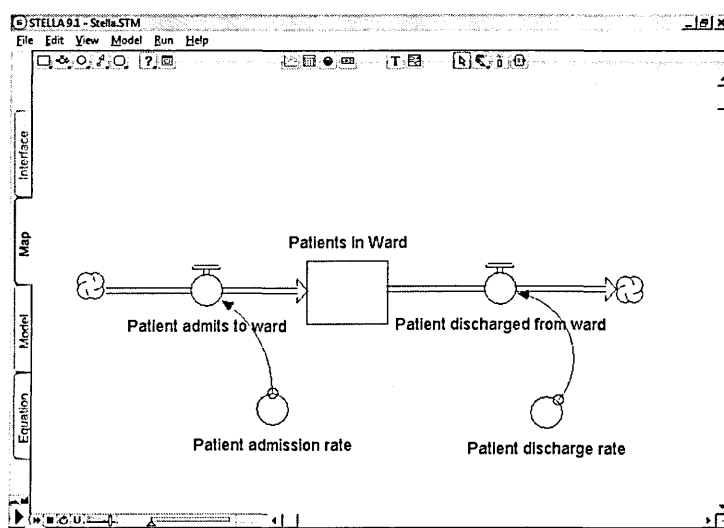 STELLA 9.1 - Stella.STM
File Edit View Model Run Help
Interface
Map
Model
Equation
Patients in Ward
Patient admits to ward
Patient discharged from ward
Patient admission rate
Patient discharge rate